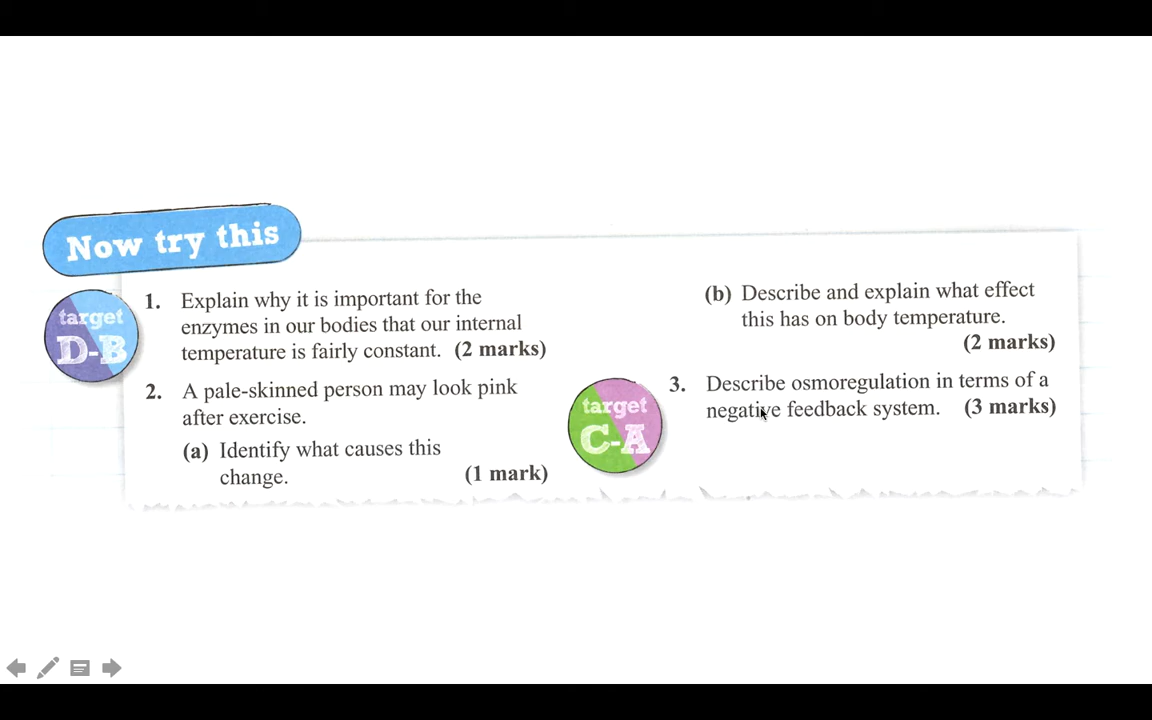 Now try this
target
D-B
1. Explain why it is important for the
enzymes in our bodies that our internal
temperature is fairly constant. (2 marks)
2. A pale-skinned person may look pink
after exercise.
(a) Identify what causes this
change. (1 mark)
(b) Describe and explain what effect
this has on body temperature.
(2 marks)
target
C-A
3. Describe osmoregulation in terms of a
negative feedback system. (3 marks)